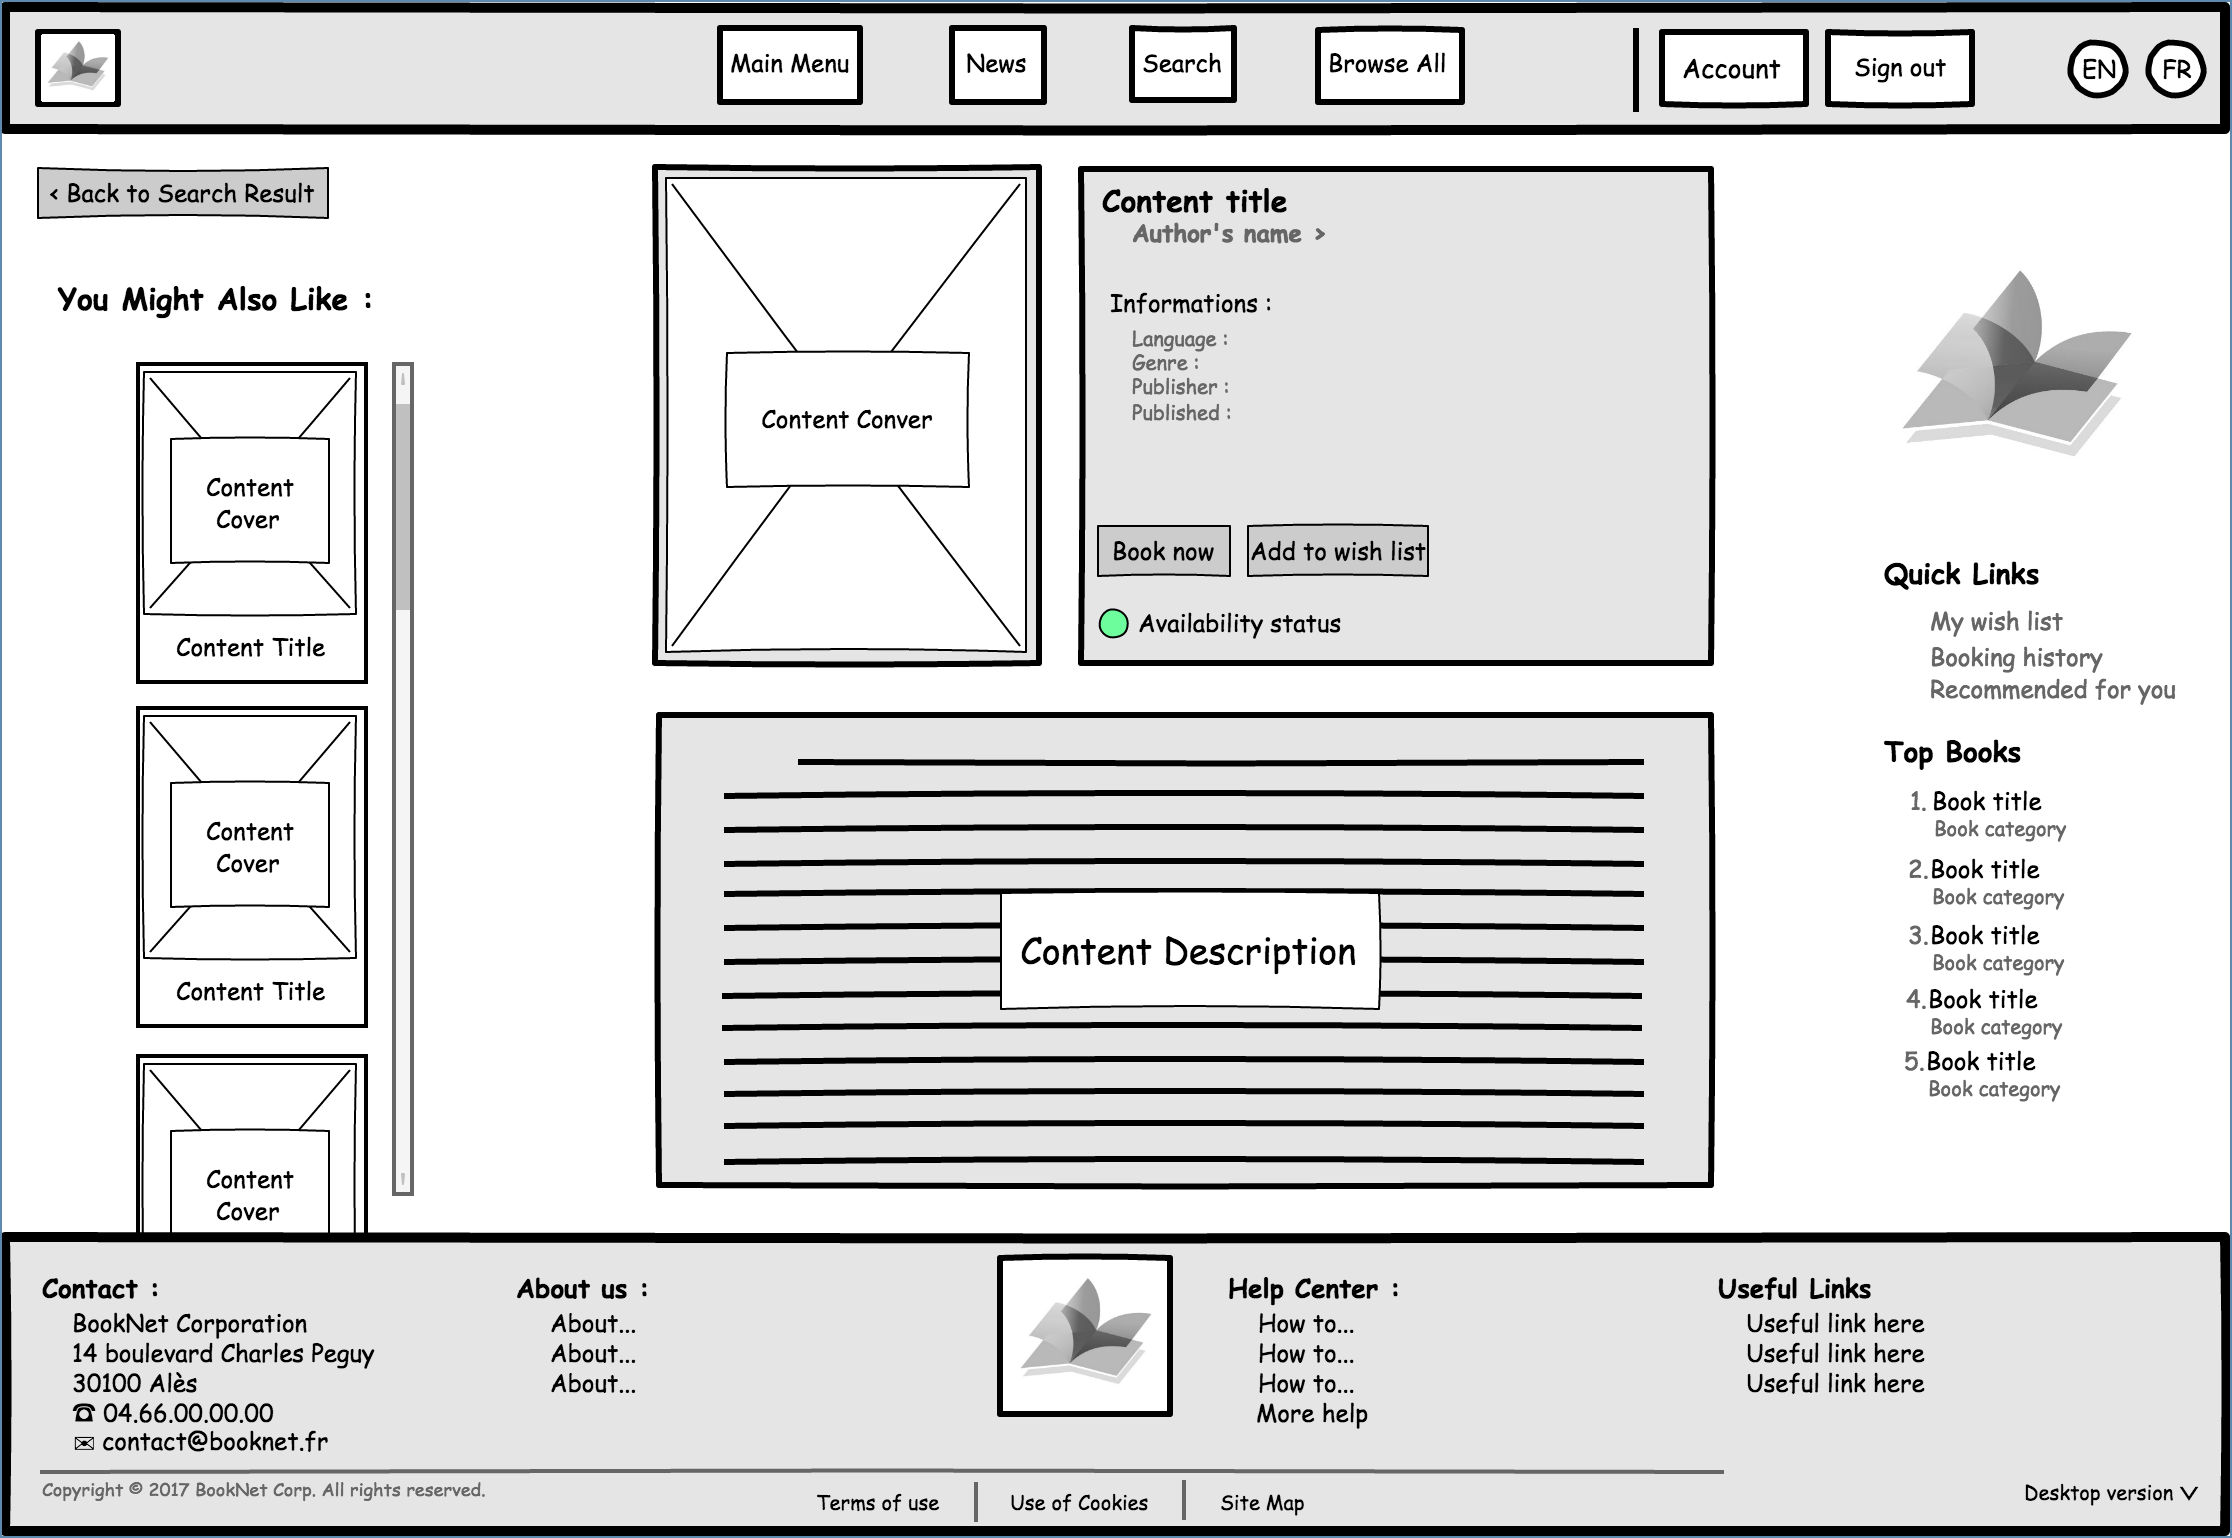 Main Menu
News
Search
Browse All
Account
Sign out
EN
FR
< Back to Search Result
You Might Also Like :
Content
Cover
Content Title
Content
Cover
Content Title
Content
Cover
Content Conver
Content title
Author's name >
Informations :
Language :
Genre :
Publisher :
Published :
Book now
Add to wish list
Availability status
Content Description
Quick Links
My wish list
Booking history
Recommended for you
Top Books
1. Book title
Book category
2. Book title
Book category
3. Book title
Book category
4. Book title
Book category
5. Book title
Book category
Contact :
BookNet Corporation
14 boulevard Charles Peguy
30100 Alès
☎ 04.66.00.00.00
✉ contact@booknet.fr
About us :
About...
About...
About...
Help Center :
How to...
How to...
How to...
More help
Useful Links
Useful link here
Useful link here
Useful link here
Copyright © 2017 BookNet Corp. All rights reserved.
Terms of use
Use of Cookies
Site Map
Desktop version V